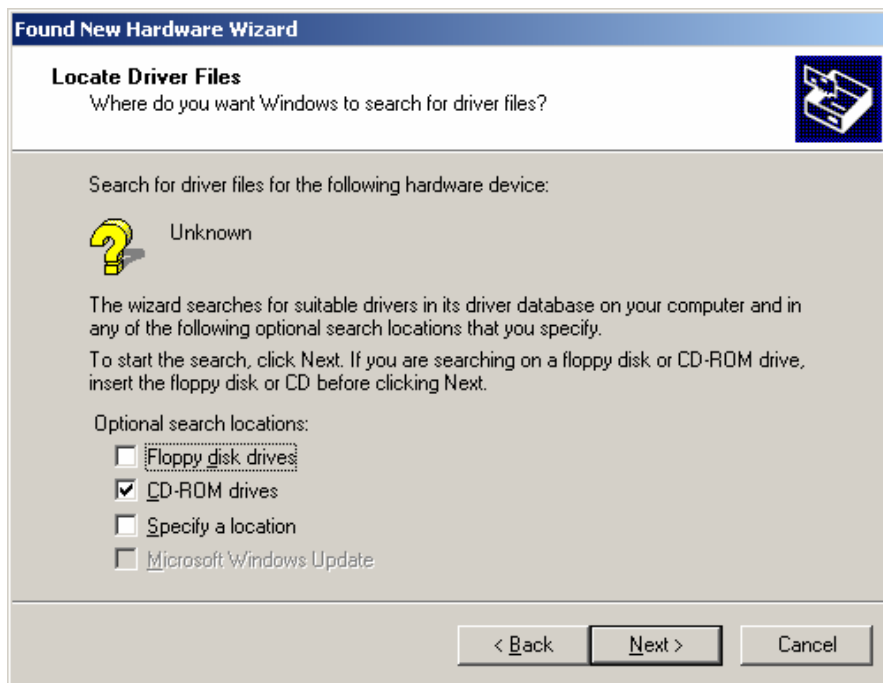 Found New Hardware Wizard
Locate Driver Files
Where do you want Windows to search for driver files?
Search for driver files for the following hardware device:
Unknown
The wizard searches for suitable drivers in its driver database on your computer and in
any of the following optional search locations that you specify.
To start the search, click Next. If you are searching on a floppy disk or CD-ROM drive,
insert the floppy disk or CD before clicking Next.
Optional search locations:
Floppy disk drives
CD-ROM drives
Specify a location
Microsoft Windows Update
< Back Next > Cancel